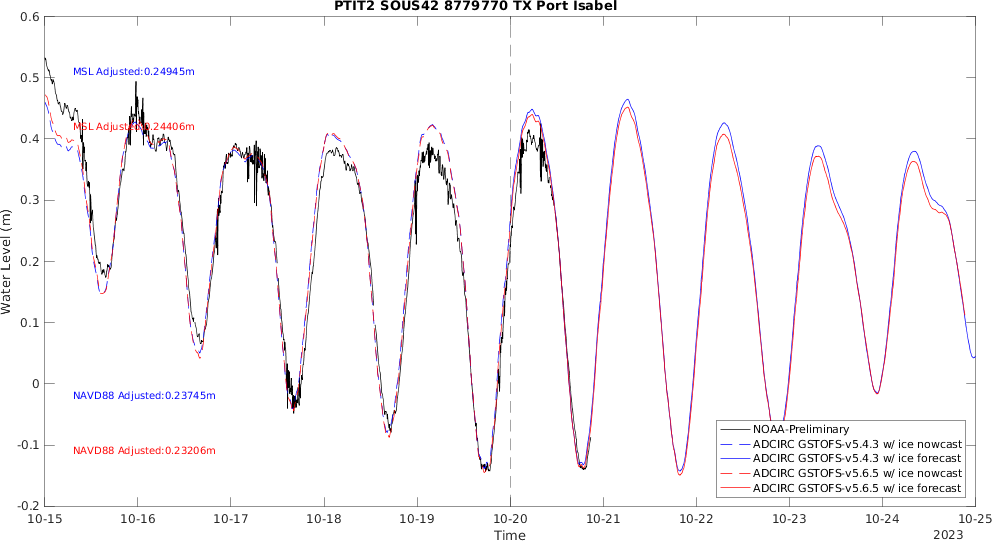 PTIT2 SOUS42 8779770 TX Port Isabel
0.6
0.5
0.4
0.3
0.2
0.1
0
-0.1
-0.2
Water Level (m)
MSL Adjusted:0.24945m
MSL Adjusted:0.24406m
NAVD88 Adjusted:0.23745m
NAVD88 Adjusted:0.23206m
NOAA-Preliminary
ADCIRC GSTOFS-v5.4.3 w/ ice nowcast
ADCIRC GSTOFS-v5.4.3 w/ ice forecast
ADCIRC GSTOFS-v5.6.5 w/ ice nowcast
ADCIRC GSTOFS-v5.6.5 w/ ice forecast
10-15 10-16 10-17 10-18 10-19 10-20 10-21 10-22 10-23 10-24 10-25
Time
2023